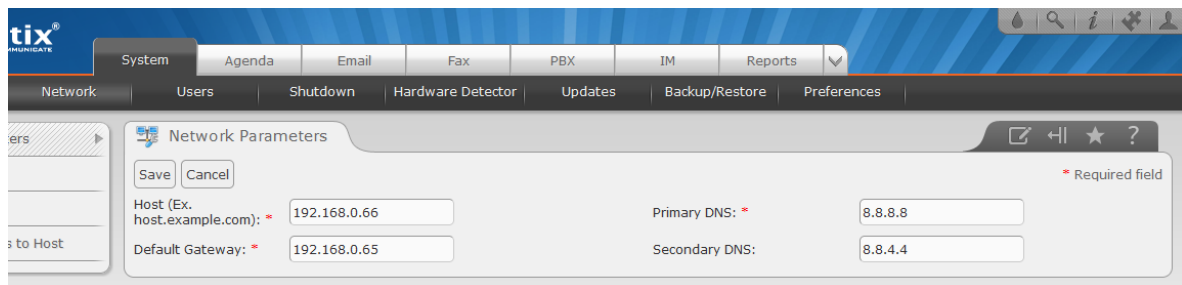 tix®
System Agenda Email Fax PBX IM Reports
Network Users Shutdown Hardware Detector Updates Backup/Restore Preferences
ers
Network Parameters
?
Save Cancel
* Required field
Host (Ex.
host.example.com): * 192.168.0.66 Primary DNS: * 8.8.8.8
s to Host
Default Gateway: * 192.168.0.65 Secondary DNS: 8.8.4.4